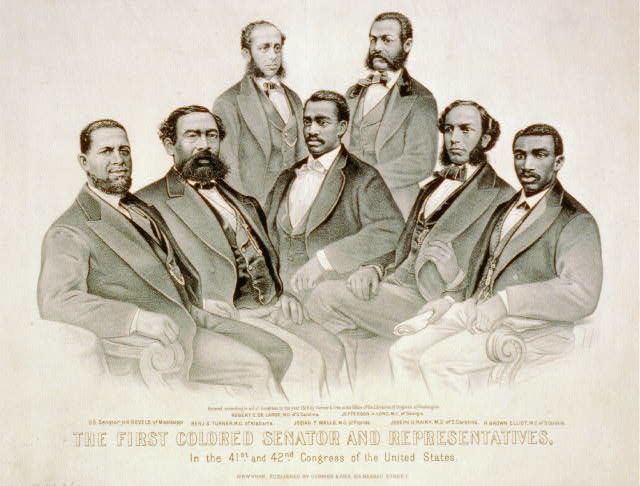 Entered, according to act of Congress in the year 1872 by Currier & Ives, in the Office of the Librarian of Congress, at Washington.
ROBERT C. DE LARGE, M.C. of S. Carolina. JEFFERSON H. LONG, M.C. of Georgia.
U.S. Senator H.R. REVELS, of Mississippi BENJ. S. TURNER, M.C. of Alabama. JOSIAH T. WALLS, M.C. of Florida. JOSEPH H. RAINY, M.C. of S. Carolina. R. BROWN ELLIOT, M.C. of S. Carolina.
THE FIRST COLORED SENATOR AND REPRESENTATIVES,
In the 41st and 42nd Congress of the United States.
NEW YORK, PUBLISHED BY CURRIER & IVES, 125 NASSAU STREET.